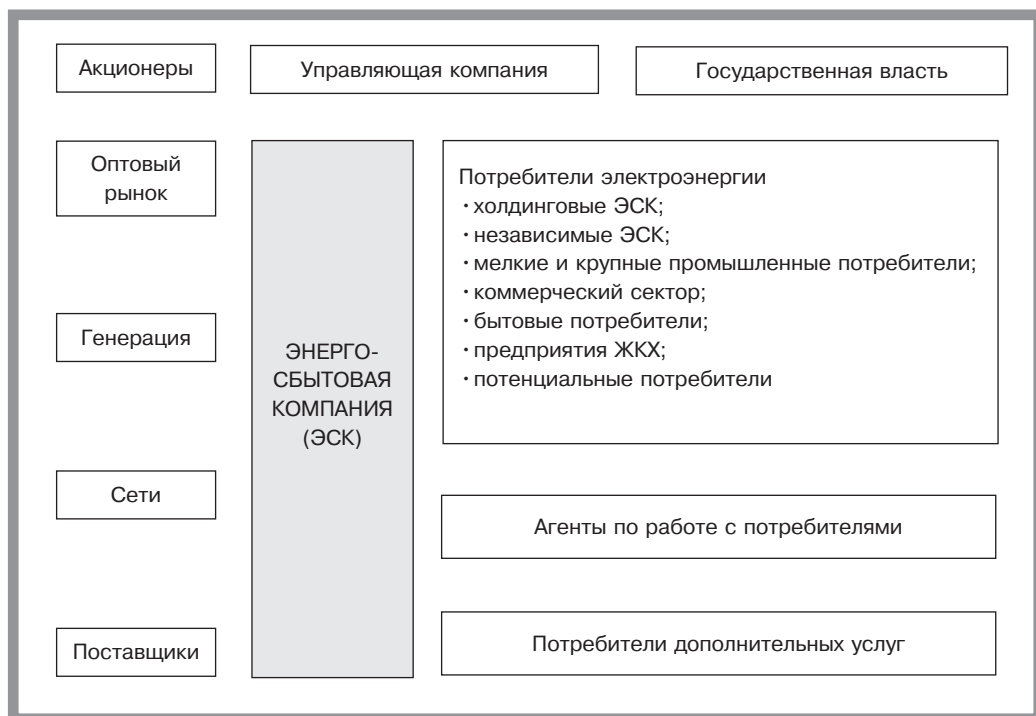 Акционеры
Управляющая компания
Государственная власть
Оптовый
рынок
Генерация
Сети
Поставщики
ЭНЕРГО-
СБЫТОВАЯ
КОМПАНИЯ
(ЭСК)
Потребители электроэнергии
· холдинговые ЭСК;
· независимые ЭСК;
· мелкие и крупные промышленные потребители;
· коммерческий сектор;
· бытовые потребители;
· предприятия ЖКХ;
· потенциальные потребители
Агенты по работе с потребителями
Потребители дополнительных услуг